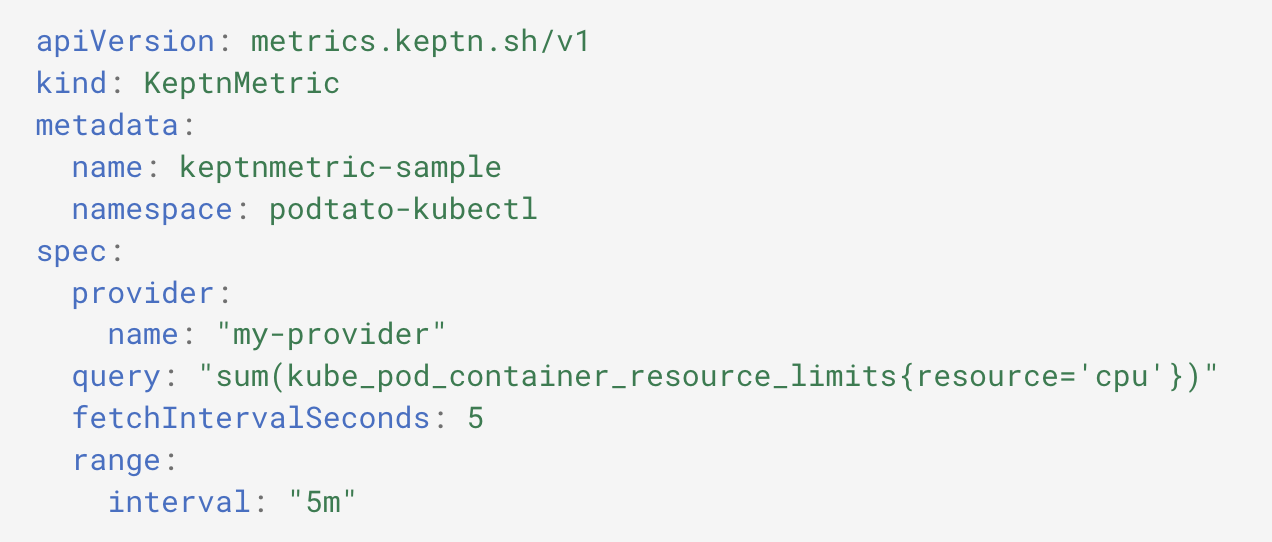 apiVersion: metrics.keptn.sh/v1
kind: KeptnMetric
metadata:
  name: keptnmetric-sample
  namespace: podtato-kubectl
spec:
  provider:
    name: "my-provider"
  query: "sum(kube_pod_container_resource_limits{resource='cpu'})"
  fetchIntervalSeconds: 5
  range:
    interval: "5m"